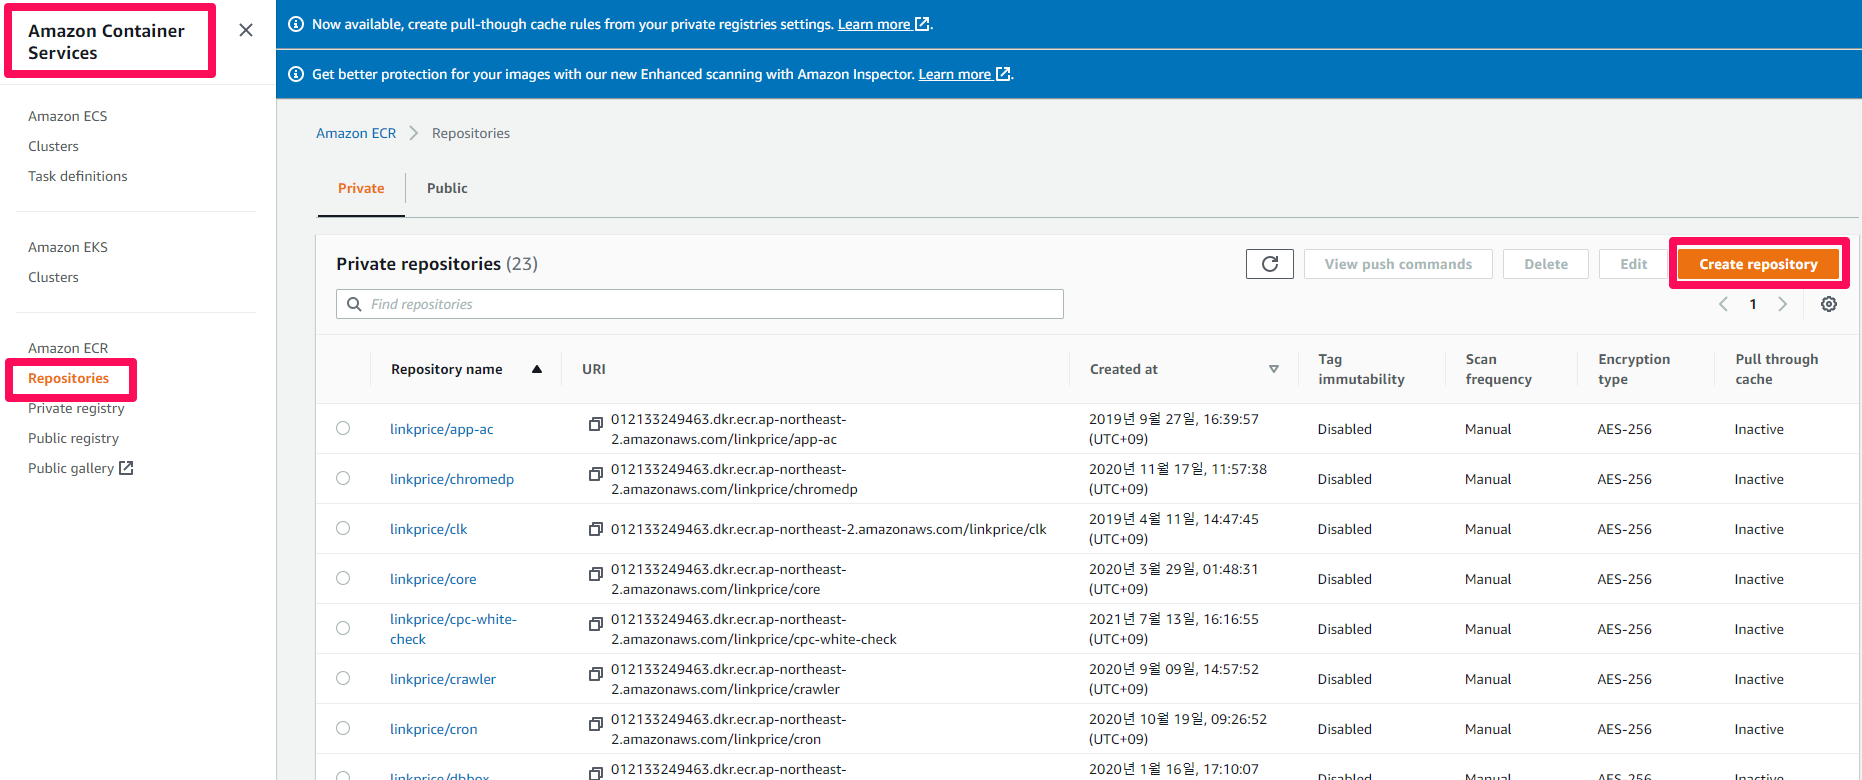 Amazon Container
Services
Now available, create pull-though cache rules from your private registries settings. Learn more.
Get better protection for your images with our new Enhanced scanning with Amazon Inspector. Learn more.
Amazon ECS
Clusters
Task definitions
Amazon EKS
Clusters
Amazon ECR
Repositories
Private registry
Public registry
Public gallery
Amazon ECR > Repositories
Private Public
Private repositories (23)
View push commands Delete Edit Create repository
Find repositories
1
Repository name URI Created at Tag immutability Scan frequency Encryption type Pull through cache
linkprice/app-ac 012133249463.dkr.ecr.ap-northeast-2.amazonaws.com/linkprice/app-ac 2019년 9월 27일, 16:39:57 (UTC+09) Disabled Manual AES-256 Inactive
linkprice/chromedp 012133249463.dkr.ecr.ap-northeast-2.amazonaws.com/linkprice/chromedp 2020년 11월 17일, 11:57:38 (UTC+09) Disabled Manual AES-256 Inactive
linkprice/clk 012133249463.dkr.ecr.ap-northeast-2.amazonaws.com/linkprice/clk 2019년 4월 11일, 14:47:45 (UTC+09) Disabled Manual AES-256 Inactive
linkprice/core 012133249463.dkr.ecr.ap-northeast-2.amazonaws.com/linkprice/core 2020년 3월 29일, 01:48:31 (UTC+09) Disabled Manual AES-256 Inactive
linkprice/cpc-white-check 012133249463.dkr.ecr.ap-northeast-2.amazonaws.com/linkprice/cpc-white-check 2021년 7월 13일, 16:16:55 (UTC+09) Disabled Manual AES-256 Inactive
linkprice/crawler 012133249463.dkr.ecr.ap-northeast-2.amazonaws.com/linkprice/crawler 2020년 9월 09일, 14:57:52 (UTC+09) Disabled Manual AES-256 Inactive
linkprice/cron 012133249463.dkr.ecr.ap-northeast-2.amazonaws.com/linkprice/cron 2020년 10월 19일, 09:26:52 (UTC+09) Disabled Manual AES-256 Inactive
linkprice/dbbox 012133249463.dkr.ecr.ap-northeast- 2020년 1월 16일, 17:10:07 Disabled Manual AES-256 Inactive